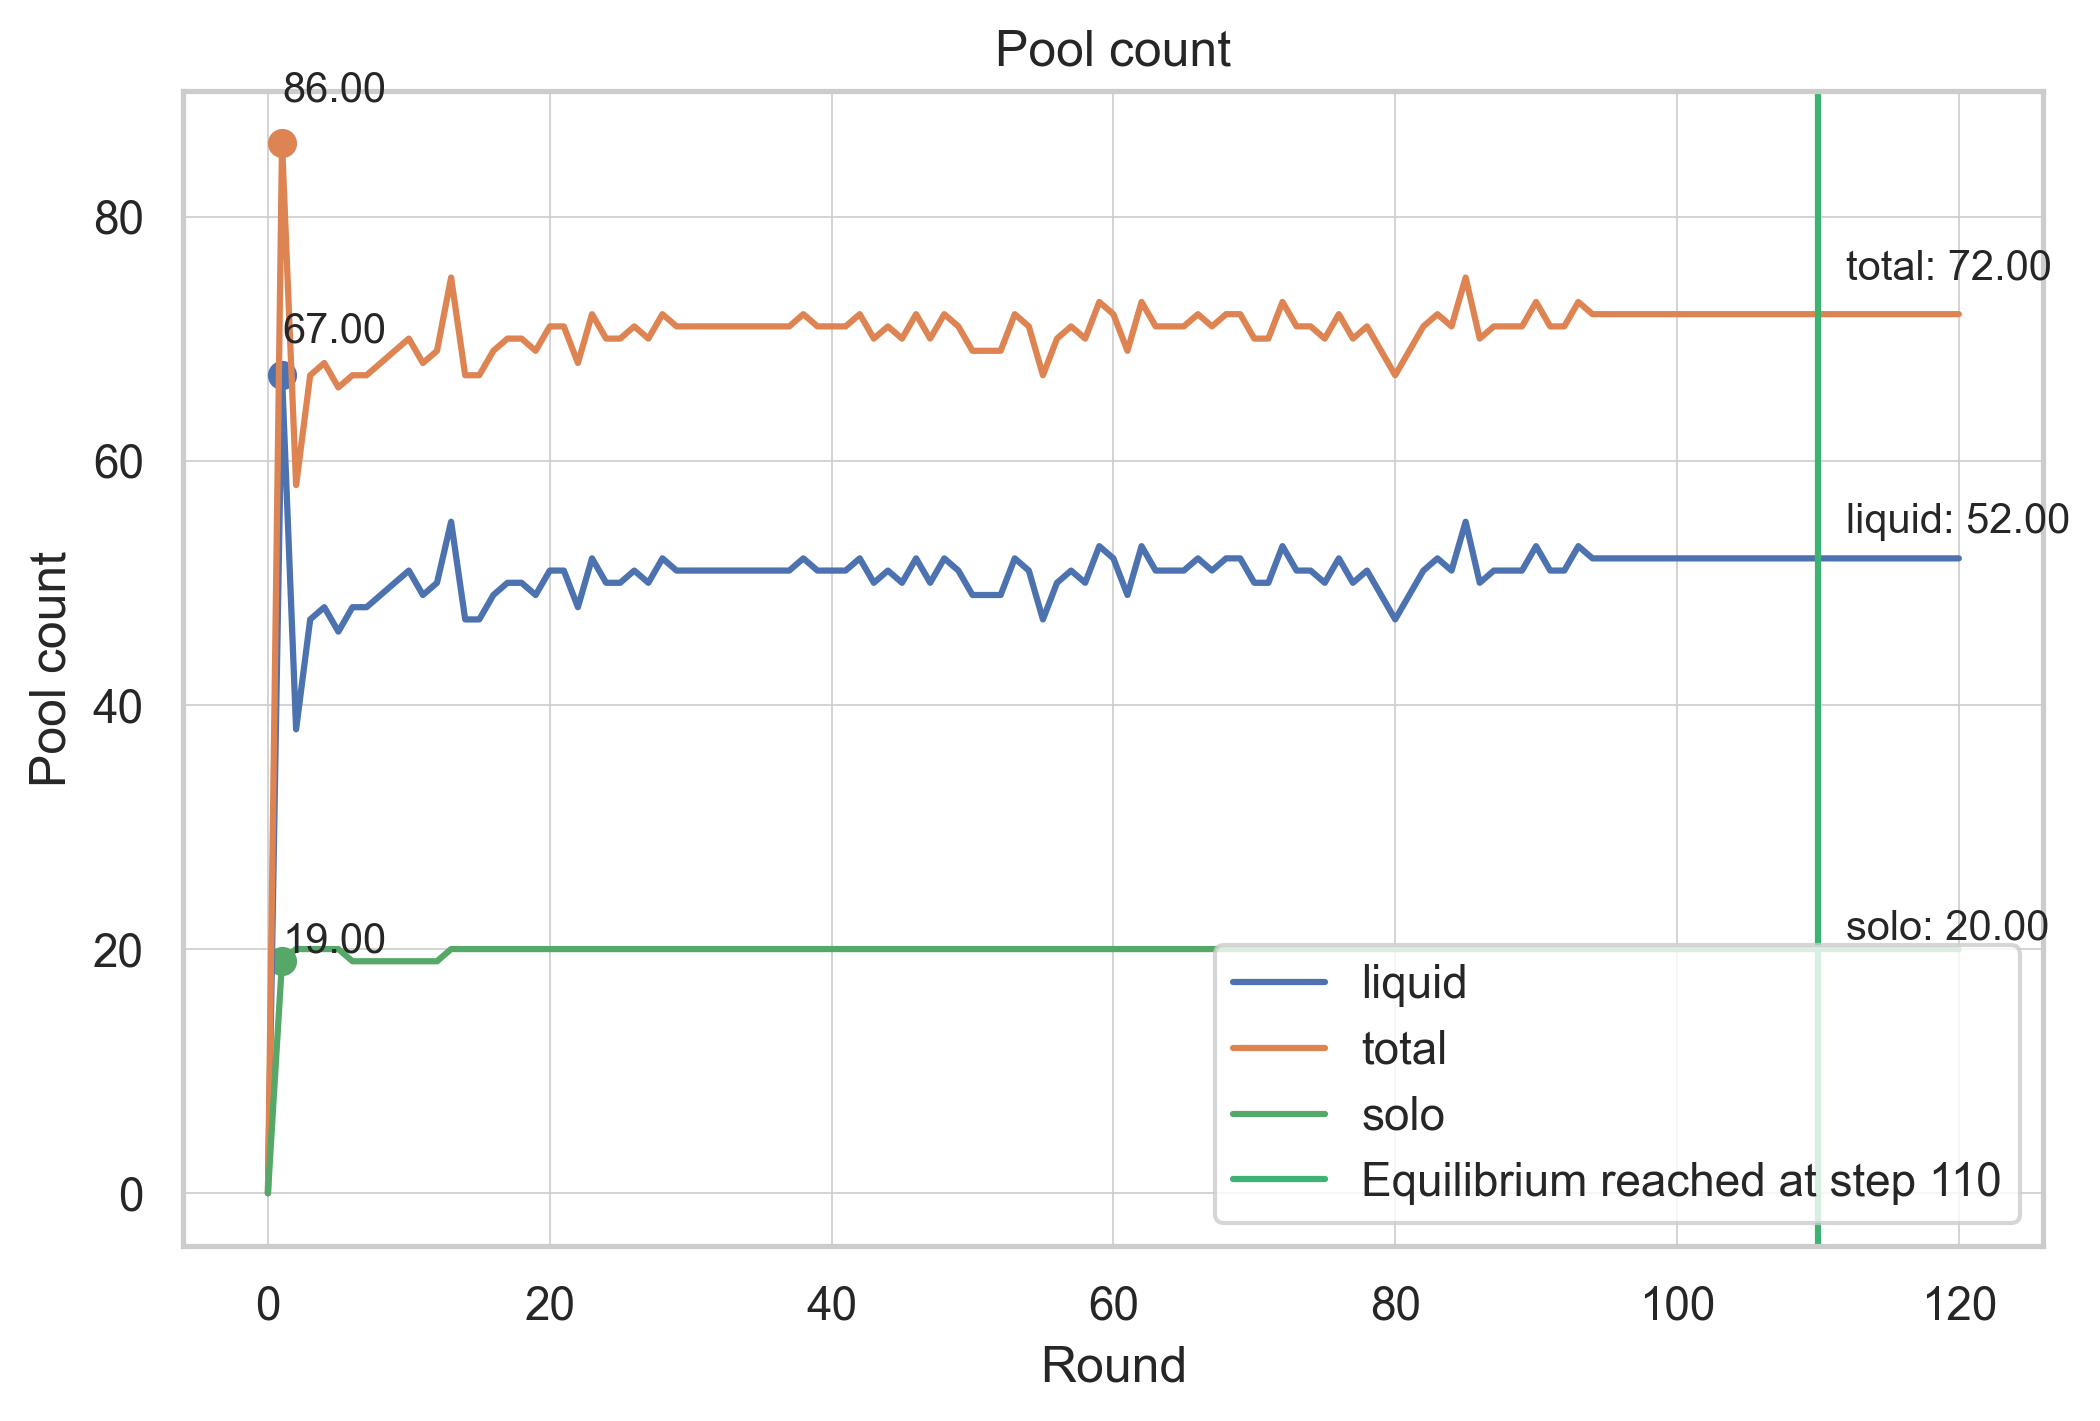 Pool count
86.00
80
total: 72.00
67.00
60
liquid: 52.00
Pool count
40
solo: 20.00
19.00
20
liquid
total
solo
Equilibrium reached at step 110
0
0 20 40 60 80 100 120
Round